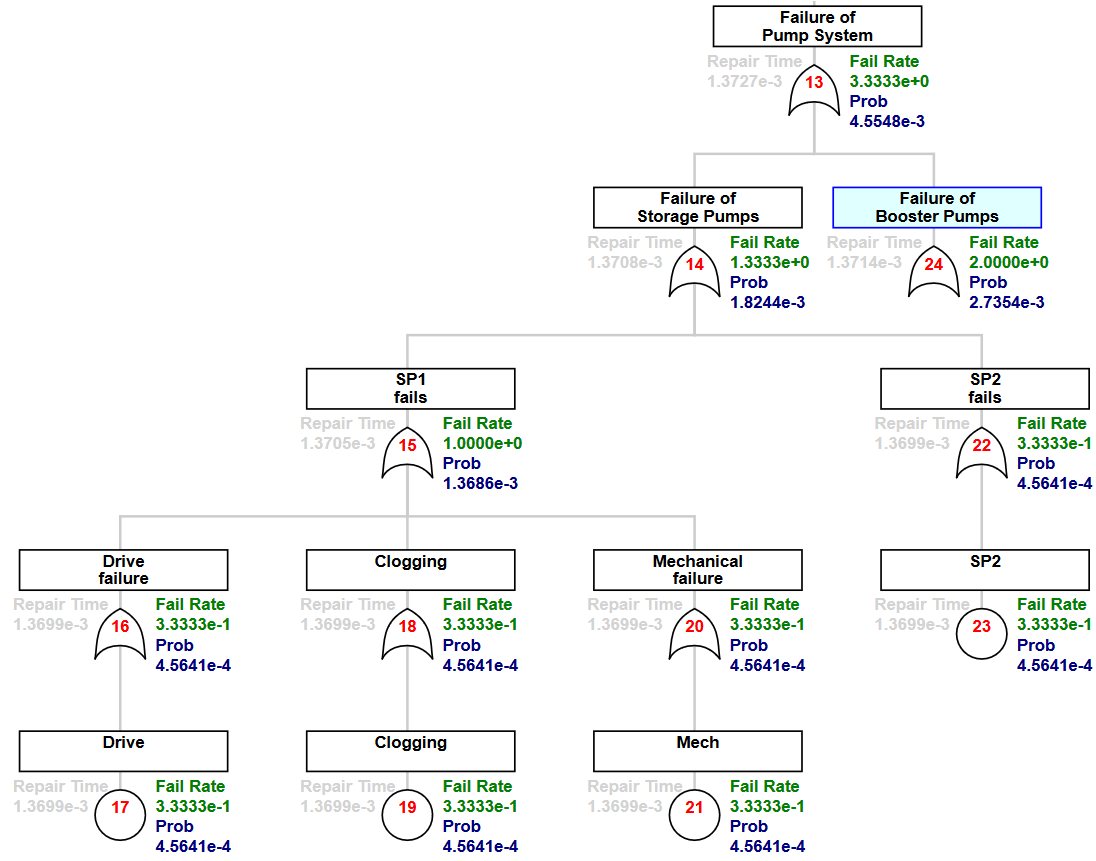 Failure of
Pump System
Repair Time
1.3727e-3
13
Fail Rate
3.3333e+0
Prob
4.5548e-3
Failure of
Storage Pumps
Repair Time
1.3708e-3
14
Fail Rate
1.3333e+0
Prob
1.8244e-3
Failure of
Booster Pumps
Repair Time
1.3714e-3
24
Fail Rate
2.0000e+0
Prob
2.7354e-3
SP1
fails
Repair Time
1.3705e-3
15
Fail Rate
1.0000e+0
Prob
1.3686e-3
SP2
fails
Repair Time
1.3699e-3
22
Fail Rate
3.3333e-1
Prob
4.5641e-4
Drive
failure
Repair Time
1.3699e-3
16
Fail Rate
3.3333e-1
Prob
4.5641e-4
Clogging
Repair Time
1.3699e-3
18
Fail Rate
3.3333e-1
Prob
4.5641e-4
Mechanical
failure
Repair Time
1.3699e-3
20
Fail Rate
3.3333e-1
Prob
4.5641e-4
SP2
Repair Time
1.3699e-3
23
Fail Rate
3.3333e-1
Prob
4.5641e-4
Drive
Repair Time
1.3699e-3
17
Fail Rate
3.3333e-1
Prob
4.5641e-4
Clogging
Repair Time
1.3699e-3
19
Fail Rate
3.3333e-1
Prob
4.5641e-4
Mech
Repair Time
1.3699e-3
21
Fail Rate
3.3333e-1
Prob
4.5641e-4